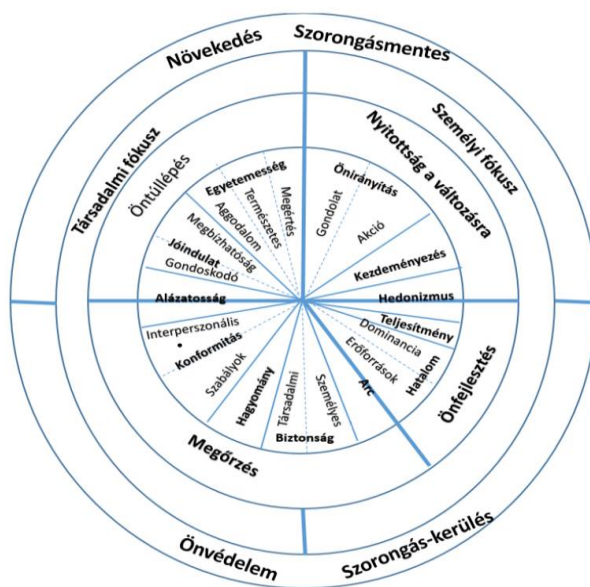 Növekedés
Szorongásmentes
Társadalmi fókusz
Személyi fókusz
Öntúllépés
Nyitottság a változásra
Egyetemesség
Természetes
Megértés
Aggodalom
Megbízhatóság
Jóindulat
Gondoskodó
Alázatosság
Interperszonális
Konformitás
Szabályok
Hagyomány
Társadalmi
Személyes
Biztonság
Önirányítás
Gondolat
Akció
Kezdeményezés
Hedonizmus
Teljesítmény
Dominancia
Erőforrások
Hatalom
Arc
Önfejlesztés
Megőrzés
Önvédelem
Szorongás-kerülés